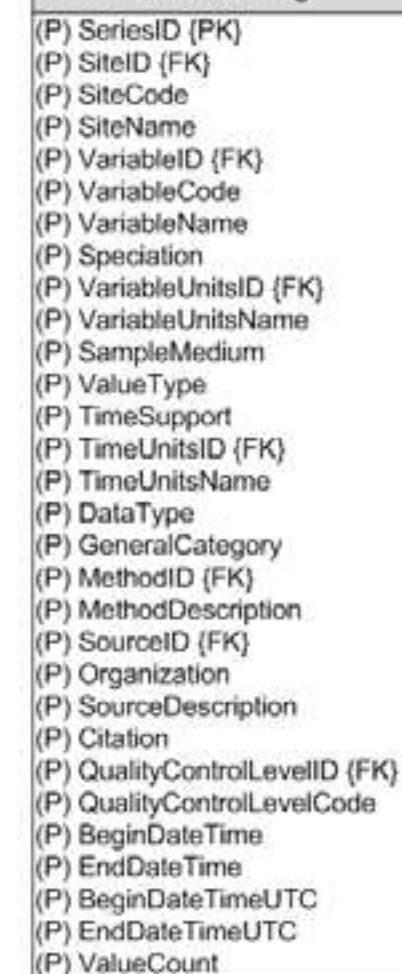 (P) SeriesID {PK}
(P) SiteID {FK}
(P) SiteCode
(P) SiteName
(P) VariableID {FK}
(P) VariableCode
(P) VariableName
(P) Speciation
(P) VariableUnitsID {FK}
(P) VariableUnitsName
(P) SampleMedium
(P) ValueType
(P) TimeSupport
(P) TimeUnitsID {FK}
(P) TimeUnitsName
(P) DataType
(P) GeneralCategory
(P) MethodID {FK}
(P) MethodDescription
(P) SourceID {FK}
(P) Organization
(P) SourceDescription
(P) Citation
(P) QualityControlLevelID {FK}
(P) QualityControlLevelCode
(P) BeginDateTime
(P) EndDateTime
(P) BeginDateTimeUTC
(P) EndDateTimeUTC
(P) ValueCount